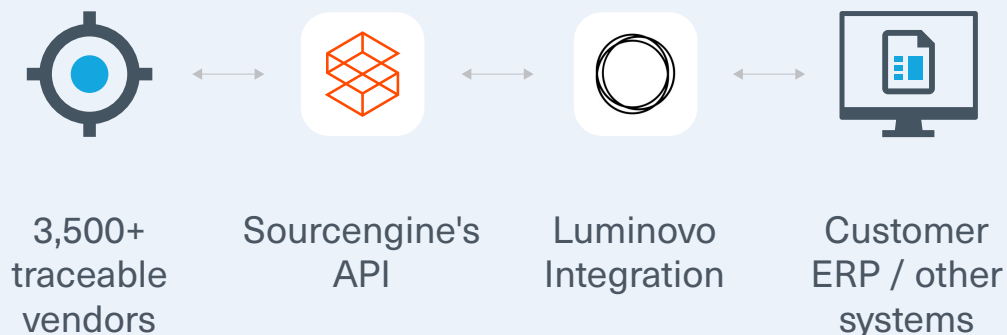 3,500+
traceable
vendors
Sourcengine's
API
Luminovo
Integration
Customer
ERP / other
systems